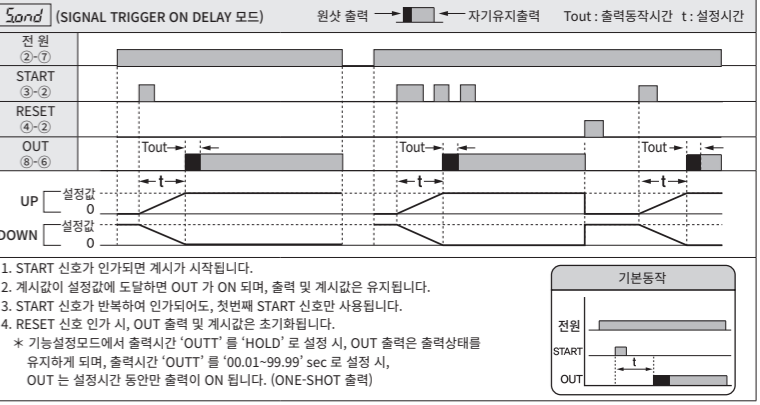 S.ond (SIGNAL TRIGGER ON DELAY 모드) 원샷 출력 자기유지출력 Tout : 출력동작시간 t : 설정시간
전 원
②-⑦
START
③-②
RESET
④-②
OUT
⑧-⑥
Tout Tout Tout
t t t
UP 설정값
0
DOWN 설정값
0
1. START 신호가 인가되면 계시가 시작됩니다.
2. 계시값이 설정값에 도달하면 OUT 가 ON 되며, 출력 및 계시값은 유지됩니다.
3. START 신호가 반복하여 인가되어도, 첫번째 START 신호만 사용됩니다.
4. RESET 신호 인가 시, OUT 출력 및 계시값은 초기화됩니다.
＊ 기능설정모드에서 출력시간 ‘OUTT’ 를 ‘HOLD’ 로 설정 시, OUT 출력은 출력상태를
유지하게 되며, 출력시간 ‘OUTT’ 를 ‘00.01~99.99’ sec 로 설정 시,
OUT 는 설정시간 동안만 출력이 ON 됩니다. (ONE-SHOT 출력)
기본동작
전원
START
t
OUT